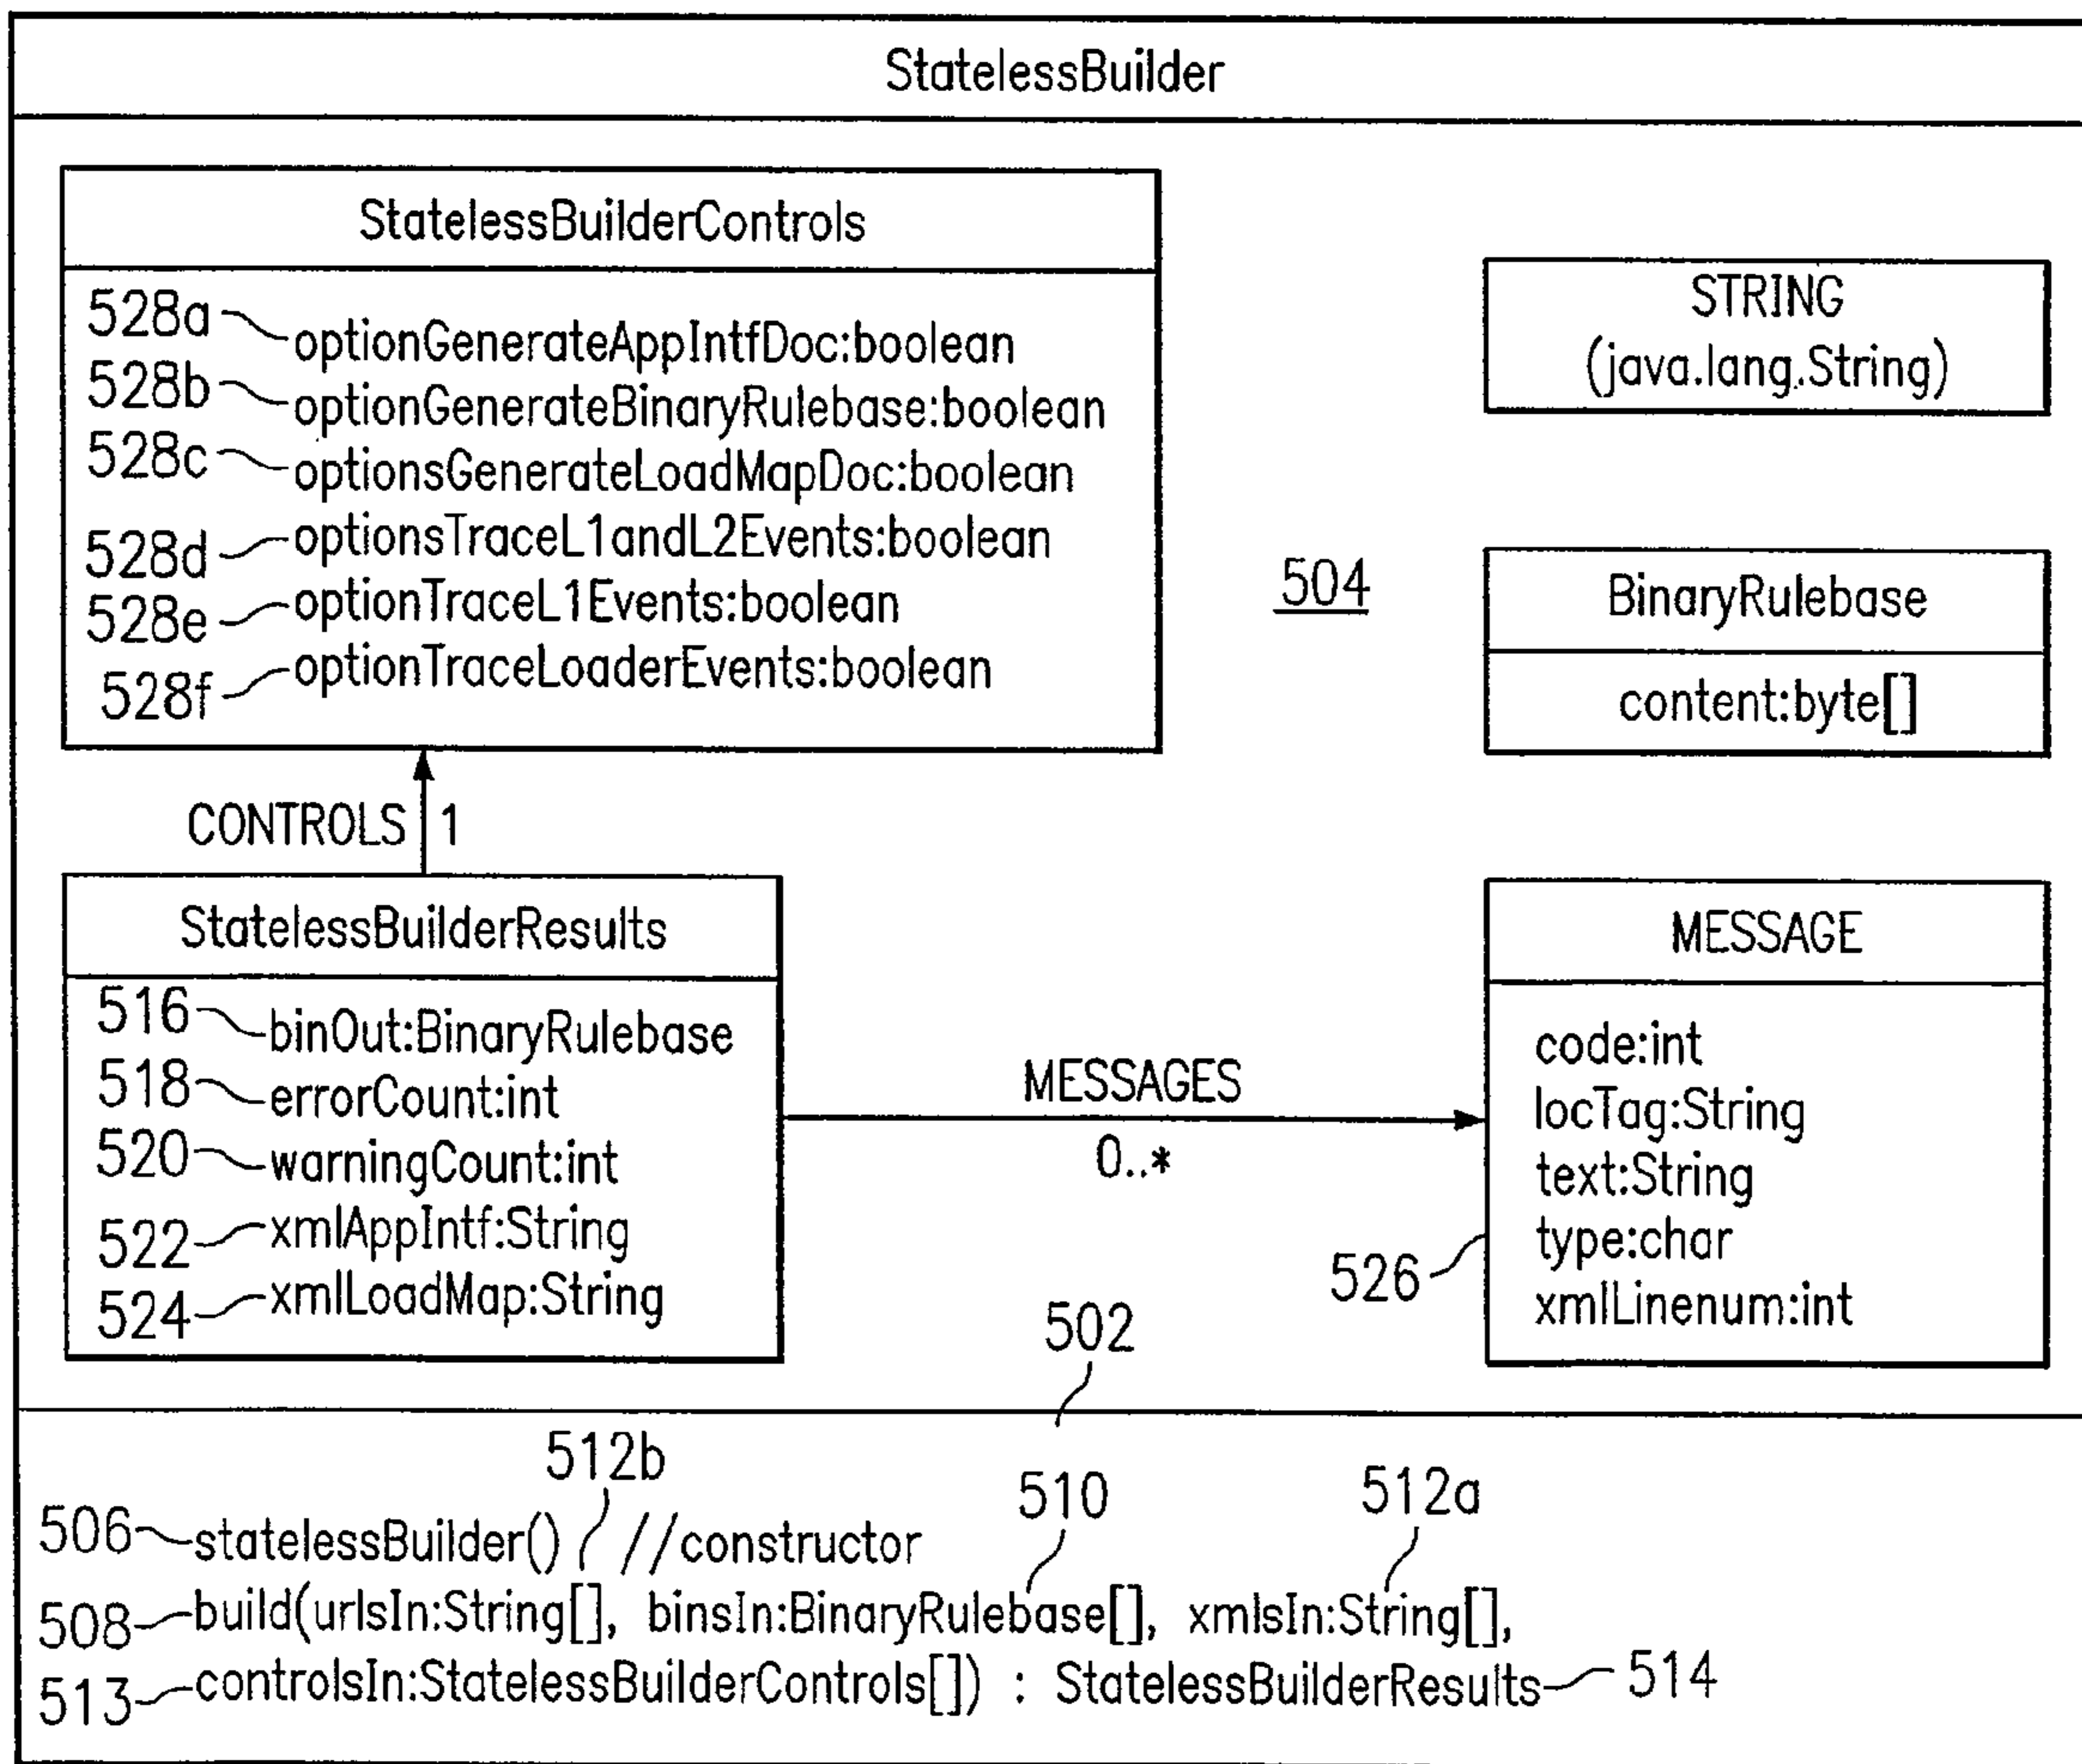 StatelessBuilder
StatelessBuilderControls
528a optionGenerateAppIntfDoc:boolean
528b optionGenerateBinaryRulebase:boolean
528c optionsGenerateLoadMapDoc:boolean
528d optionsTraceL1andL2Events:boolean
528e optionTraceL1Events:boolean
528f optionTraceLoaderEvents:boolean
STRING
(java.lang.String)
504
BinaryRulebase
content:byte[]
CONTROLS 1
StatelessBuilderResults
516 binOut:BinaryRulebase
518 errorCount:int
520 warningCount:int
522 xmlAppIntf:String
524 xmlLoadMap:String
MESSAGES
0..*
MESSAGE
code:int
locTag:String
text:String
type:char
xmlLinenum:int
526
502
512b 510 512a
506 statelessBuilder() //constructor
508 build(urlsIn:String[], binsIn:BinaryRulebase[], xmlsIn:String[],
513 controlsIn:StatelessBuilderControls[]) : StatelessBuilderResults 514